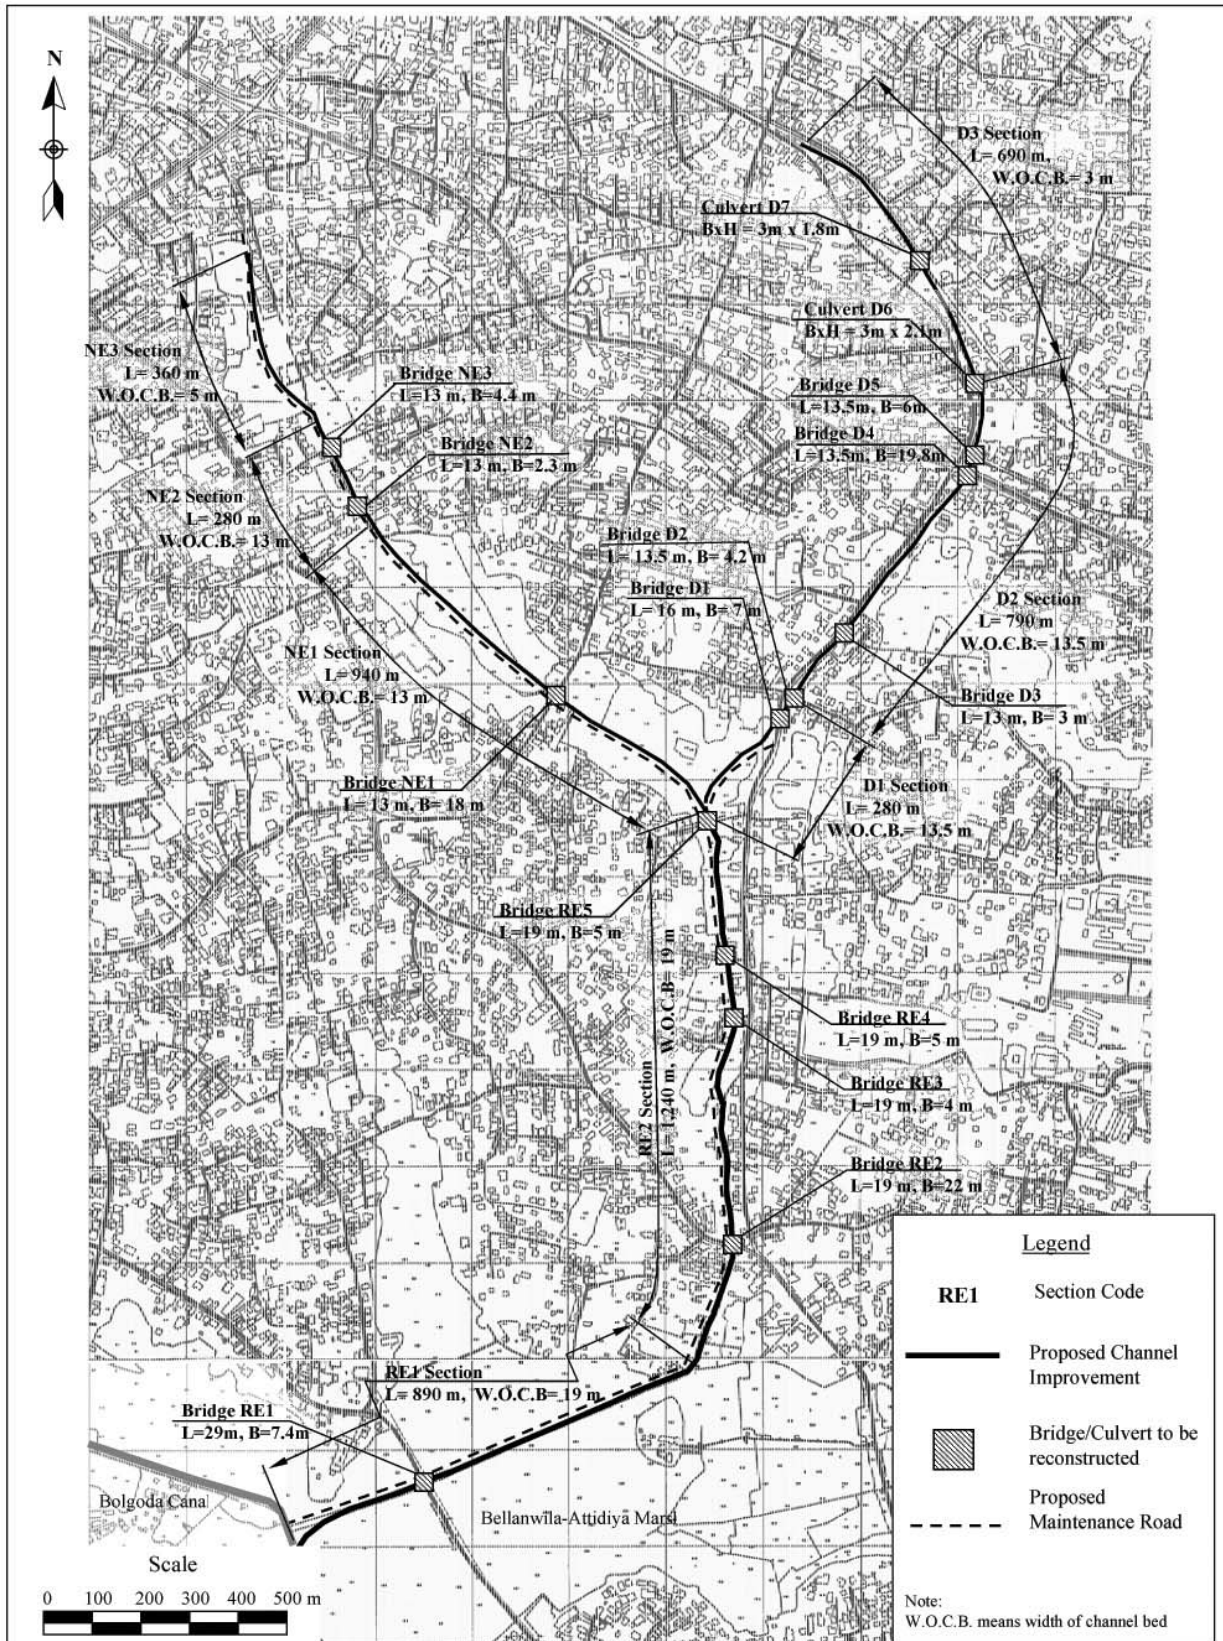 N
D3 Section
L= 690 m,
W.O.C.B.= 3 m
Culvert D7
BxH = 3m x 1.8m
Culvert D6
BxH = 3m x 2.1m
NE3 Section
L= 360 m
W.O.C.B.= 5 m
Bridge NE3
L=13 m, B=4.4 m
Bridge D5
L=13.5m, B=6m
Bridge D4
L=13.5m, B=19.8m
Bridge NE2
L=13 m, B=2.3 m
NE2 Section
L= 280 m
W.O.C.B.= 13 m
Bridge D2
L= 13.5 m, B= 4.2 m
Bridge D1
L= 16 m, B= 7 m
D2 Section
L= 790 m
W.O.C.B.= 13.5 m
NE1 Section
L= 940 m
W.O.C.B.= 13 m
Bridge D3
L=13 m, B= 3 m
Bridge NE1
L= 13 m, B= 18 m
D1 Section
L= 280 m
W.O.C.B.= 13.5 m
Bridge RE5
L=19 m, B=5 m
RE2 Section
L= 1,240 m, W.O.C.B= 19 m
Bridge RE4
L=19 m, B=5 m
Bridge RE3
L=19 m, B=4 m
Bridge RE2
L=19 m, B=22 m
RE1 Section
L= 890 m, W.O.C.B= 19 m
Bridge RE1
L=29m, B=7.4m
Bolgoda Canal
Bellanwila-Attidiya Marsh
Scale
0 100 200 300 400 500 m
Legend
RE1 Section Code
Proposed Channel
Improvement
Bridge/Culvert to be
reconstructed
Proposed
Maintenance Road
Note:
W.O.C.B. means width of channel bed